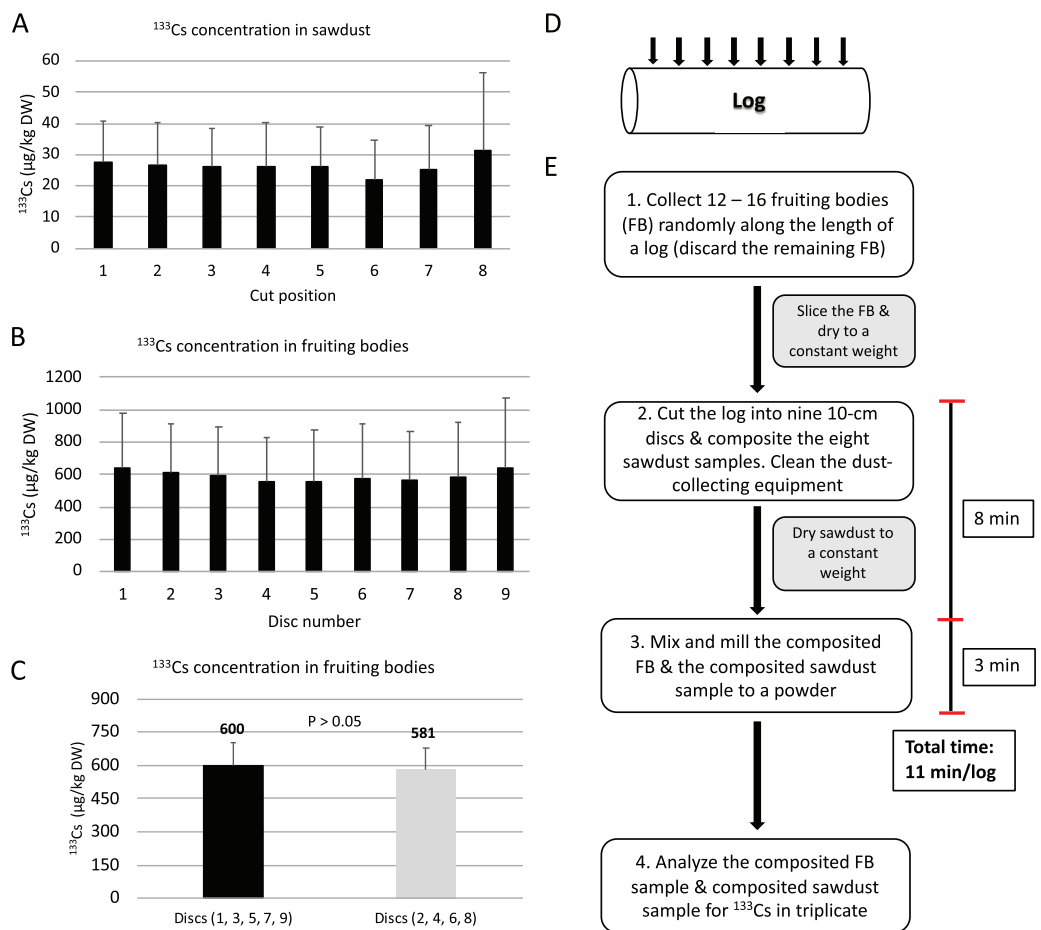 A
¹³³Cs concentration in sawdust
¹³³Cs (µg/kg DW)
60
50
40
30
20
10
0
1 2 3 4 5 6 7 8
Cut position
B
¹³³Cs concentration in fruiting bodies
¹³³Cs (µg/kg DW)
1200
1000
800
600
400
200
0
1 2 3 4 5 6 7 8 9
Disc number
C
¹³³Cs concentration in fruiting bodies
¹³³Cs (µg/kg DW)
900
750
600
450
300
150
0
P > 0.05
600
581
Discs (1, 3, 5, 7, 9)
Discs (2, 4, 6, 8)
D
Log
E
1. Collect 12 – 16 fruiting bodies
(FB) randomly along the length of
a log (discard the remaining FB)
Slice the FB &
dry to a
constant weight
2. Cut the log into nine 10-cm
discs & composite the eight
sawdust samples. Clean the dust-
collecting equipment
8 min
Dry sawdust to
a constant
weight
3. Mix and mill the composited
FB & the composited sawdust
sample to a powder
3 min
Total time:
11 min/log
4. Analyze the composited FB
sample & composited sawdust
sample for ¹³³Cs in triplicate